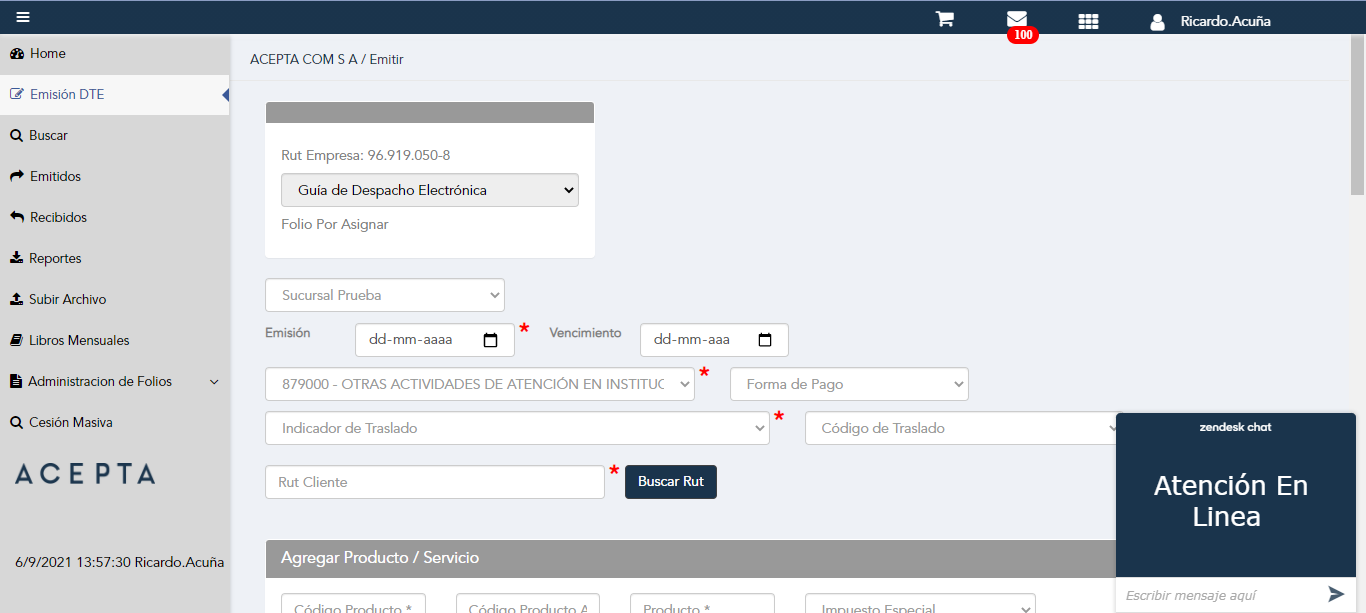 100
Ricardo.Acuña
Home
Emisión DTE
Buscar
Emitidos
Recibidos
Reportes
Subir Archivo
Libros Mensuales
Administracion de Folios
Cesión Masiva
ACEPTA
6/9/2021 13:57:30 Ricardo.Acuña
ACEPTA COM S A / Emitir
Rut Empresa: 96.919.050-8
Guía de Despacho Electrónica
Folio Por Asignar
Sucursal Prueba
Emisión dd-mm-aaaa * Vencimiento dd-mm-aaa
879000 - OTRAS ACTIVIDADES DE ATENCIÓN EN INSTITUC * Forma de Pago
Indicador de Traslado * Código de Traslado
Rut Cliente * Buscar Rut
Agregar Producto / Servicio
Código Producto * Código Producto A Producto * Impuesto Especial
zendesk chat
Atención En
Linea
Escribir mensaje aquí